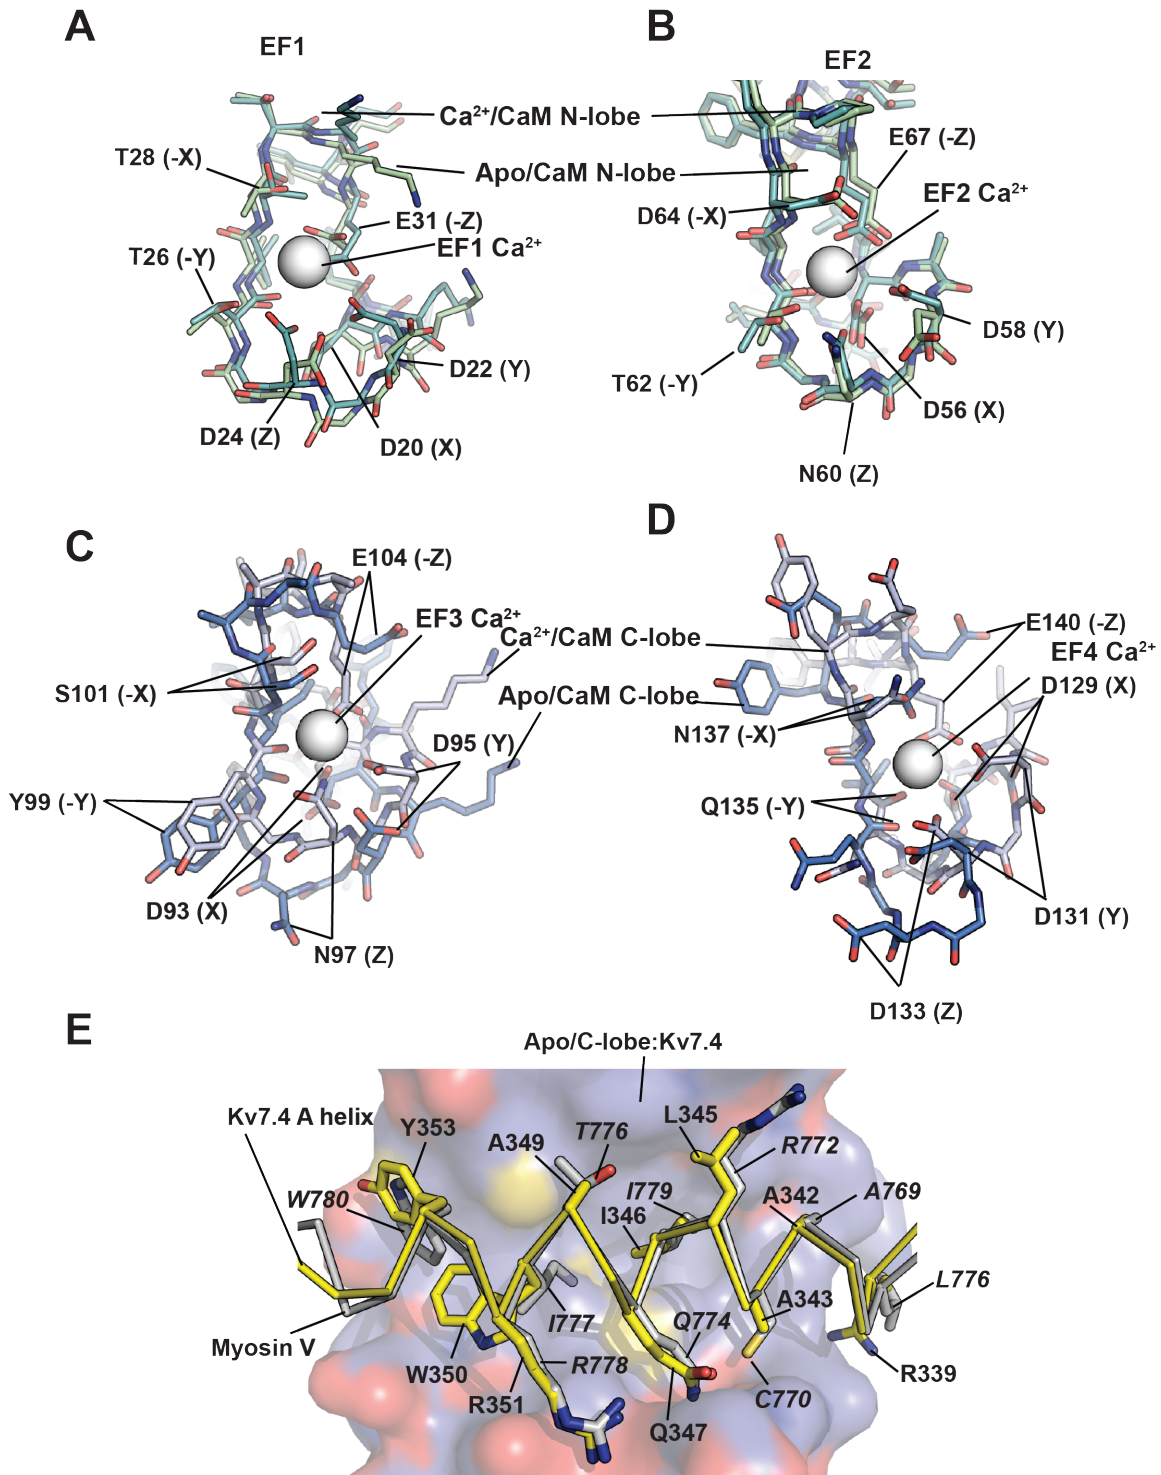 A
B
EF1
EF2
Ca²⁺/CaM N-lobe
E67 (-Z)
T28 (-X)
Apo/CaM N-lobe
EF2 Ca²⁺
D64 (-X)
E31 (-Z)
EF1 Ca²⁺
T26 (-Y)
D58 (Y)
D22 (Y)
T62 (-Y)
D56 (X)
D24 (Z)
D20 (X)
N60 (Z)
C
D
E104 (-Z)
EF3 Ca²⁺
Ca²⁺/CaM C-lobe
E140 (-Z)
EF4 Ca²⁺
S101 (-X)
Apo/CaM C-lobe
D129 (X)
N137 (-X)
D95 (Y)
Y99 (-Y)
Q135 (-Y)
D93 (X)
D131 (Y)
N97 (Z)
D133 (Z)
E
Apo/C-lobe:Kv7.4
Kv7.4 A helix
Y353
A349
T776
L345
R772
W780
I779
I346
A342
A769
L776
I777
A343
Q774
Myosin V
W350
R778
R339
R351
C770
Q347